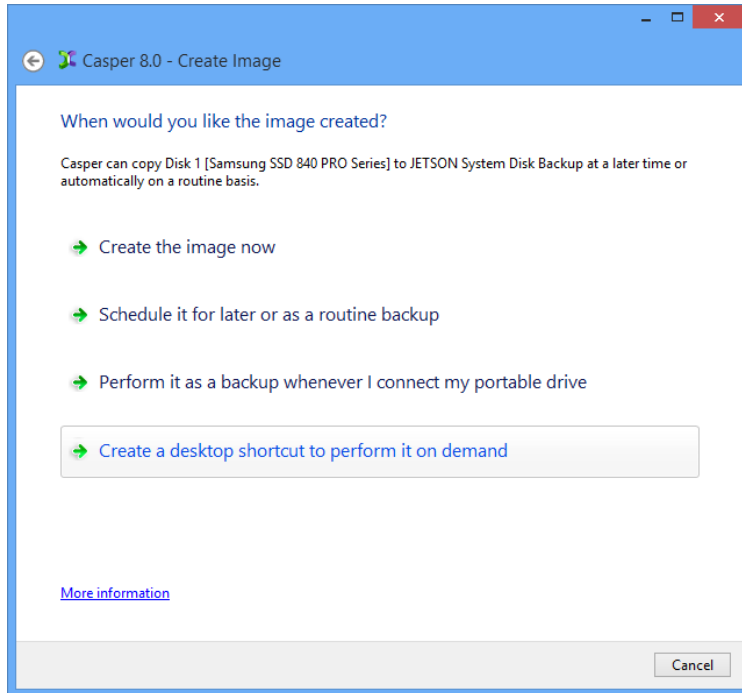 Casper 8.0 - Create Image
When would you like the image created?
Casper can copy Disk 1 [Samsung SSD 840 PRO Series] to JETSON System Disk Backup at a later time or
automatically on a routine basis.
Create the image now
Schedule it for later or as a routine backup
Perform it as a backup whenever I connect my portable drive
Create a desktop shortcut to perform it on demand
More information
Cancel